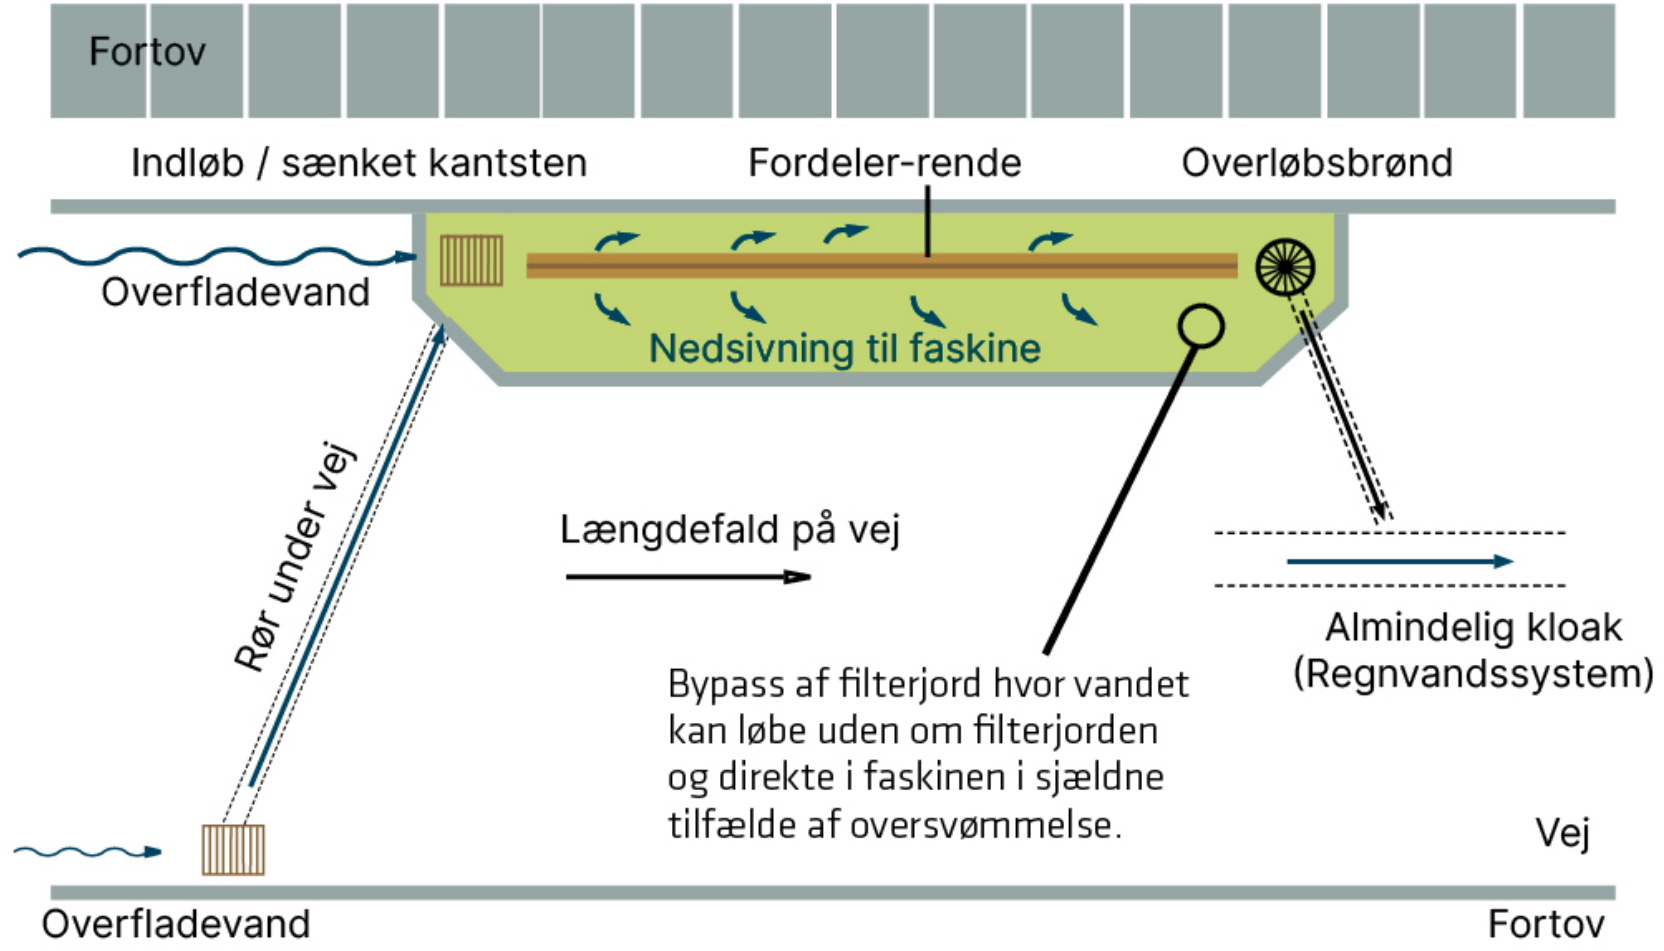 Fortov
Indløb / sænket kantsten
Fordeler-rende
Overløbsbrønd
Overfladevand
Nedsivning til faskine
Rør under vej
Længdefald på vej
Almindelig kloak
(Regnvandssystem)
Bypass af filterjord hvor vandet
kan løbe uden om filterjorden
og direkte i faskinen i sjældne
tilfælde af oversvømmelse.
Vej
Overfladevand
Fortov